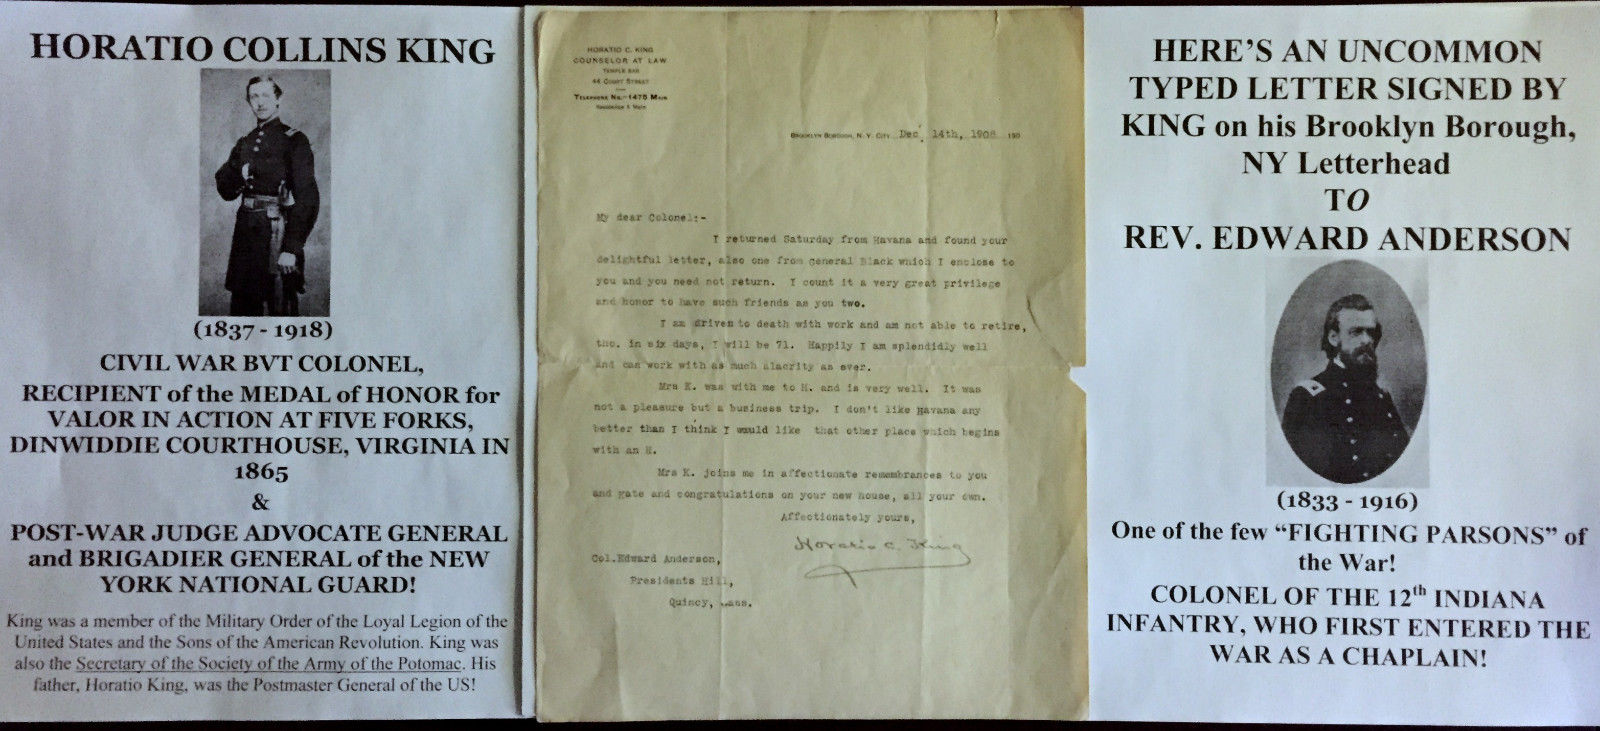 HORATIO COLLINS KING
(1837 - 1918)
CIVIL WAR BVT COLONEL,
RECIPIENT of the MEDAL of HONOR for
VALOR IN ACTION AT FIVE FORKS,
DINWIDDIE COURTHOUSE, VIRGINIA IN
1865
&
POST-WAR JUDGE ADVOCATE GENERAL
and BRIGADIER GENERAL of the NEW
YORK NATIONAL GUARD!
King was a member of the Military Order of the Loyal Legion of the
United States and the Sons of the American Revolution. King was
also the Secretary of the Society of the Army of the Potomac. His
father, Horatio King, was the Postmaster General of the US!
HORATIO C. KING
COUNSELOR AT LAW
TEMPLE BAR
44 COURT STREET
TELEPHONE NO.-1475 MAIN
BROOKLYN BOROUGH, N. Y. CITY, Dec. 14th, 1908 190
My dear Colonel:-
I returned Saturday from Havana and found your
delightful letter, also one from general Black which I enclose to
you and you need not return. I count it a very great privilege
and honor to have such friends as you two.
I am driven to death with work and am not able to retire,
tho. in six days, I will be 71. Happily I am splendidly well
and can work with as much alacrity as ever.
Mrs K. was with me to H. and is very well. It was
not a pleasure but a business trip. I don't like Havana any
better than I think I would like that other place which begins
with an H.
Mrs K. joins me in affectionate remembrances to you
and gate and congratulations on your new house, all your own.
Affectionately yours,
Horatio C. King
Col.Edward Anderson,
Presidents Hill,
Quincy, Mass.
HERE'S AN UNCOMMON
TYPED LETTER SIGNED BY
KING on his Brooklyn Borough,
NY Letterhead
TO
REV. EDWARD ANDERSON
(1833 - 1916)
One of the few “FIGHTING PARSONS” of
the War!
COLONEL OF THE 12th INDIANA
INFANTRY, WHO FIRST ENTERED THE
WAR AS A CHAPLAIN!